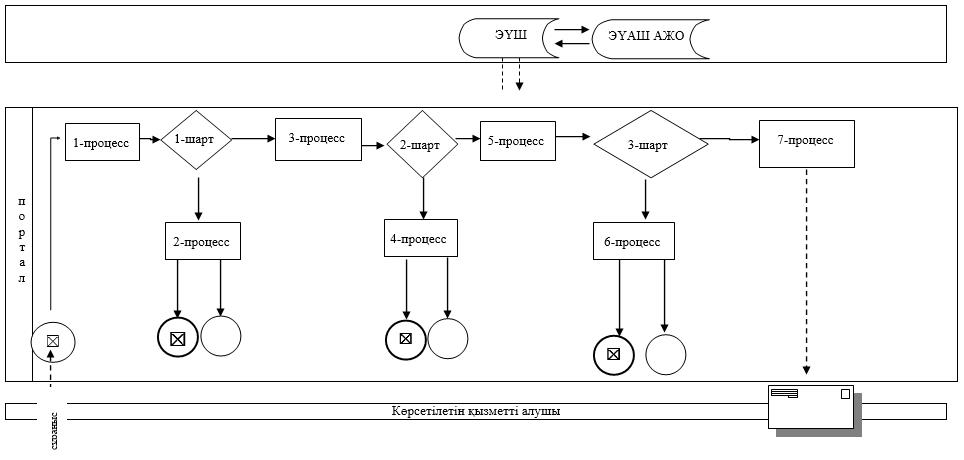 ЭҮШ
ЭҮАШ АЖО
портал
1-процесс
1-шарт
3-процесс
2-шарт
5-процесс
3-шарт
7-процесс
2-процесс
4-процесс
6-процесс
Көрсетілетін қызметті алушы
сұраныс